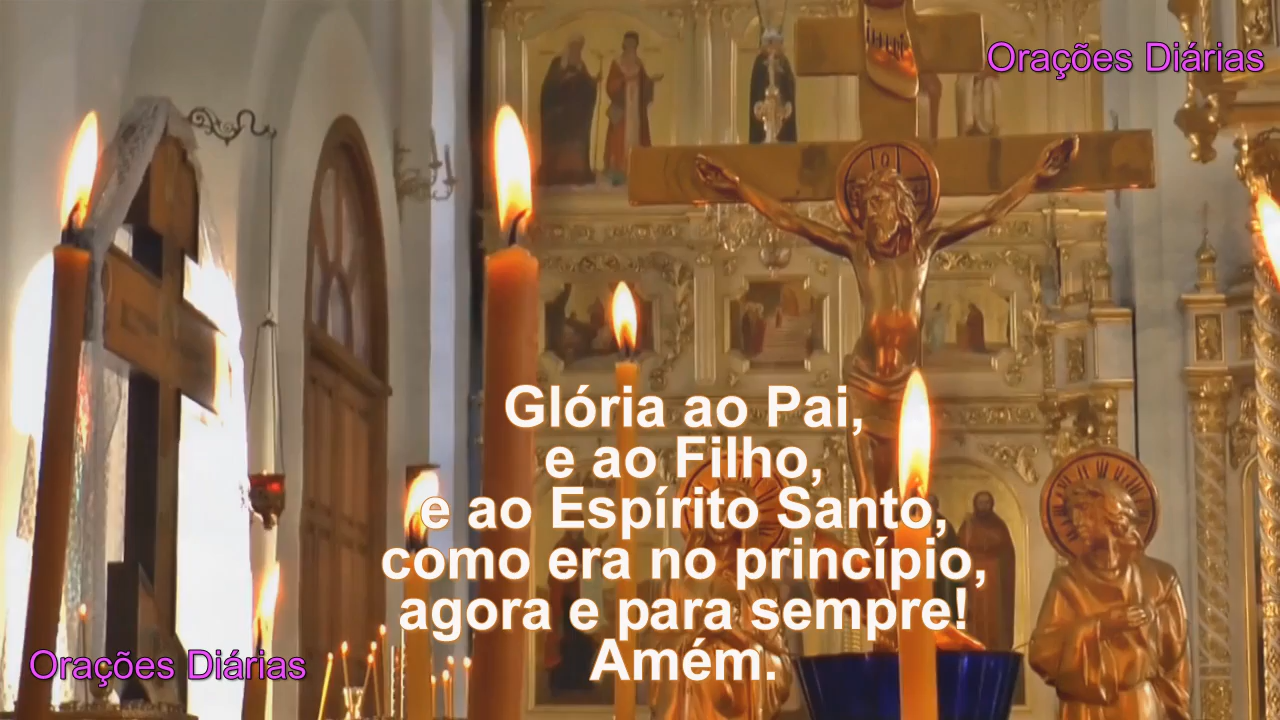 Orações Diárias
Glória ao Pai,
e ao Filho,
e ao Espírito Santo,
como era no princípio,
agora e para sempre!
Amém.
Orações Diárias